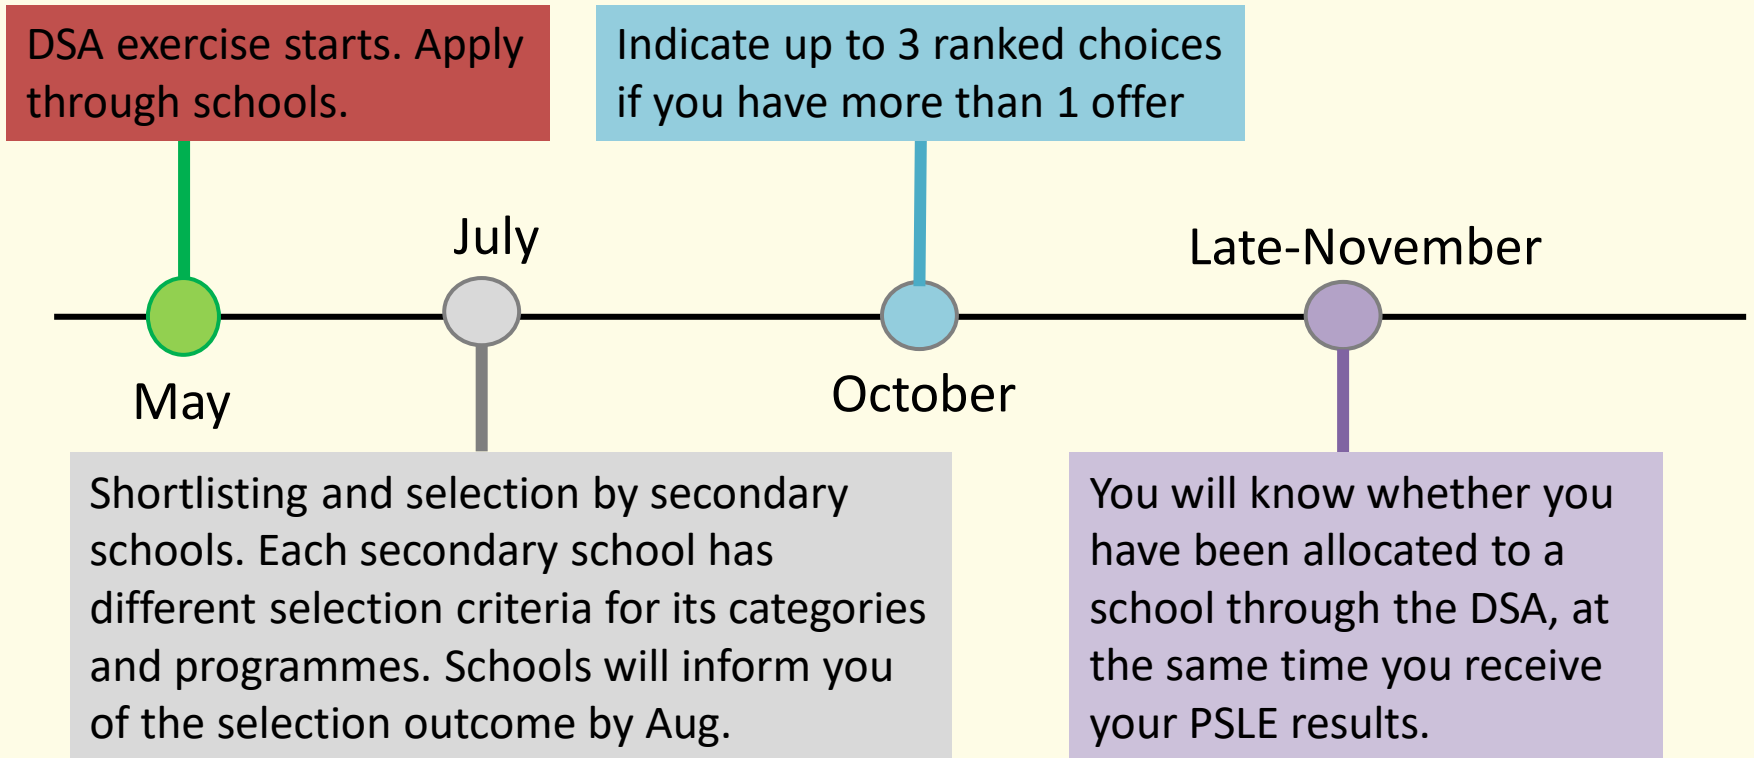 DSA exercise starts. Apply
through schools.
Indicate up to 3 ranked choices
if you have more than 1 offer
July
Late-November
May
October
Shortlisting and selection by secondary
schools. Each secondary school has
different selection criteria for its categories
and programmes. Schools will inform you
of the selection outcome by Aug.
You will know whether you
have been allocated to a
school through the DSA, at
the same time you receive
your PSLE results.